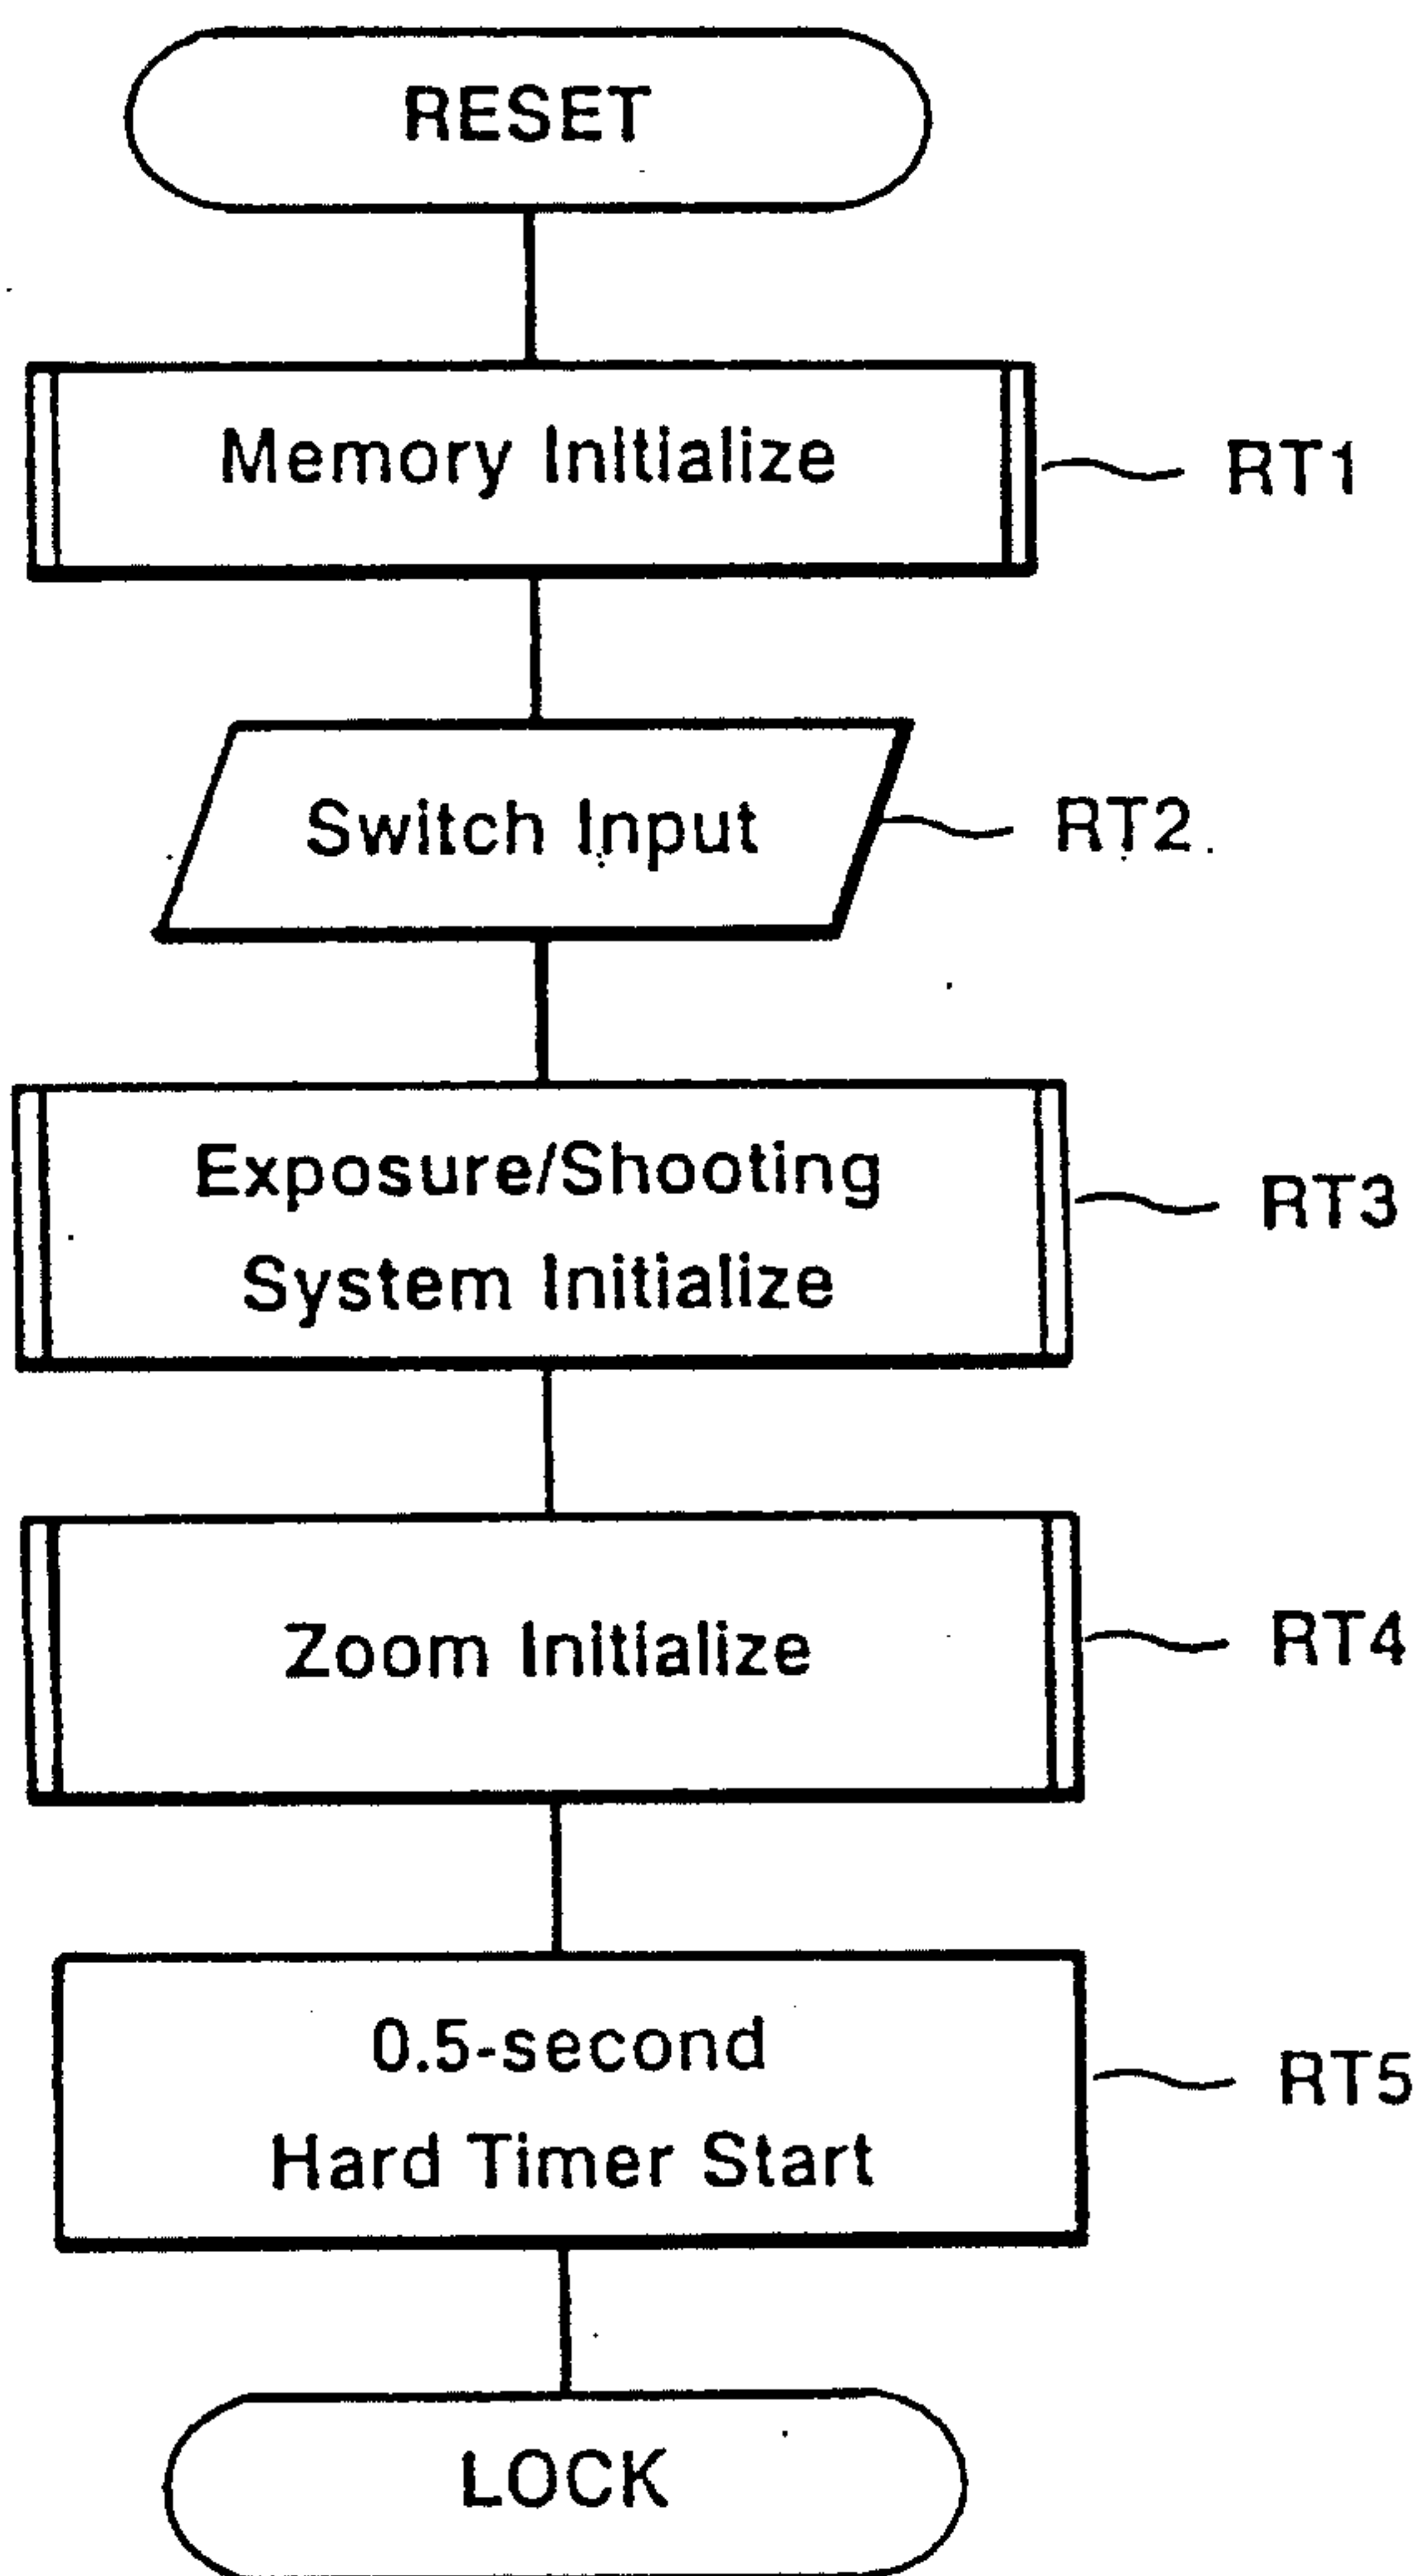 RESET
Memory Initialize
RT1
Switch Input
RT2
Exposure/Shooting
System Initialize
RT3
Zoom Initialize
RT4
0.5-second
Hard Timer Start
RT5
LOCK